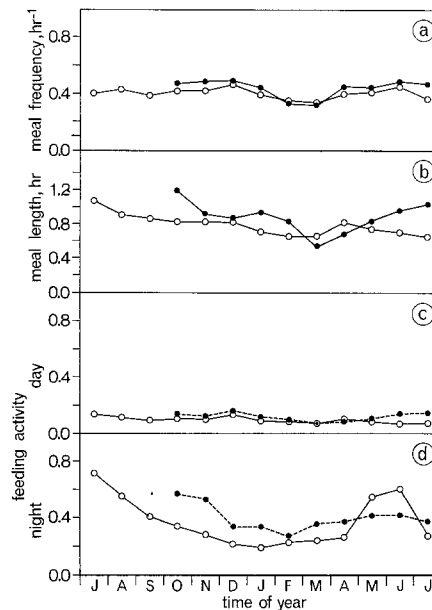 0.8
0.4
0.0
meal frequency, hr⁻¹
a
1.2
0.8
0.4
0.0
meal length, hr
b
0.8
0.4
0.0
day
c
feeding activity
0.8
0.4
0.0
night
d
J A S O N D J F M A M J J
time of year